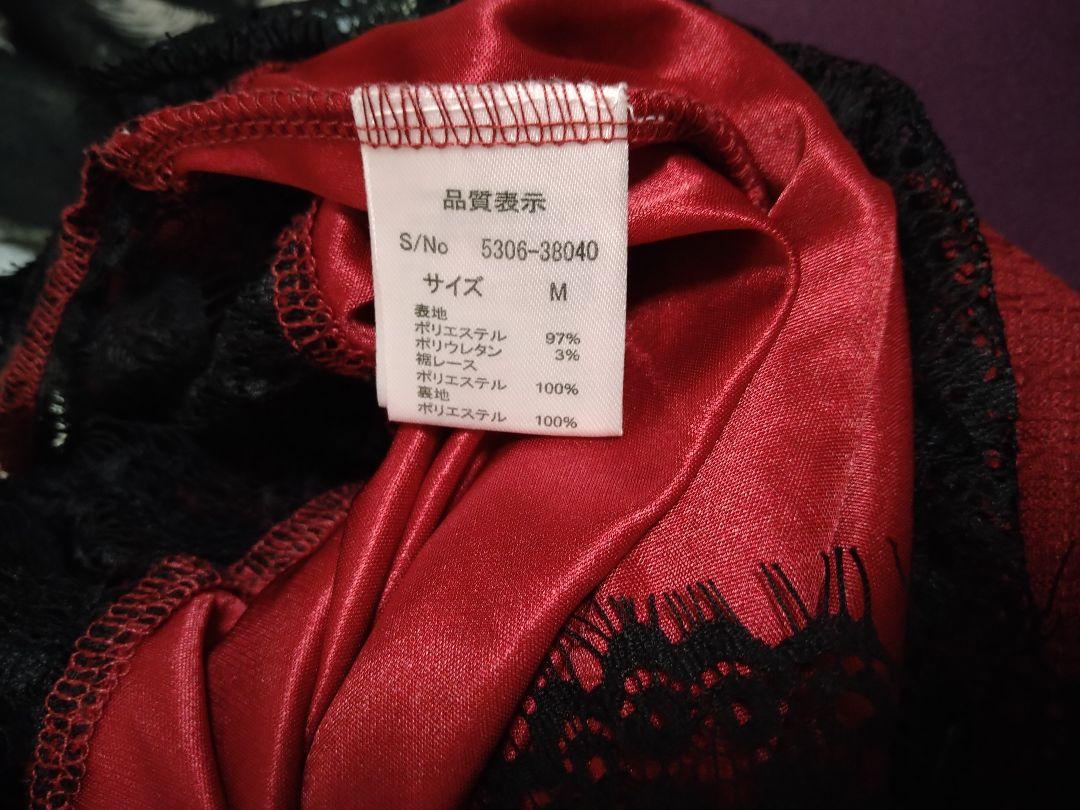 品質表示
S/No 5306-38040
サイズ M
表地
ポリエステル 97%
ポリウレタン 3%
裾レース
ポリエステル 100%
裏地
ポリエステル 100%